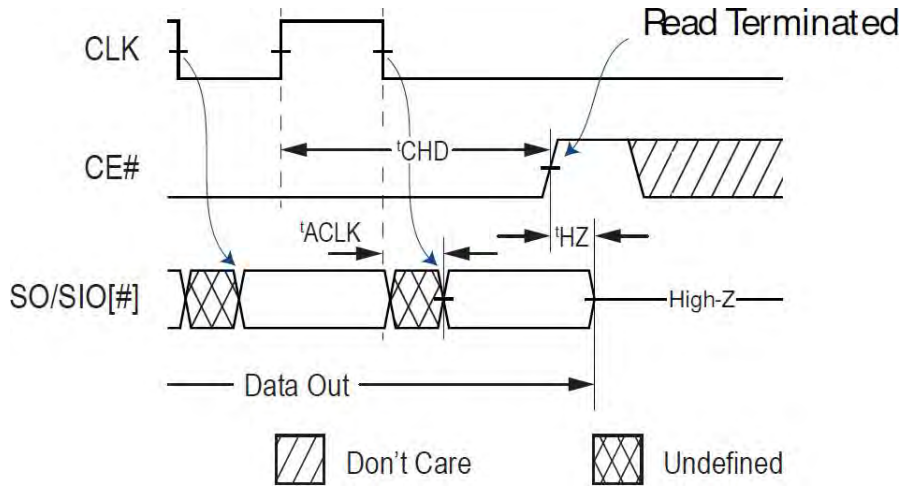 Read Terminated
CLK
tCHD
CE#
tACLK
tHZ
SO/SIO[#]
High-Z
Data Out
Don't Care
Undefined